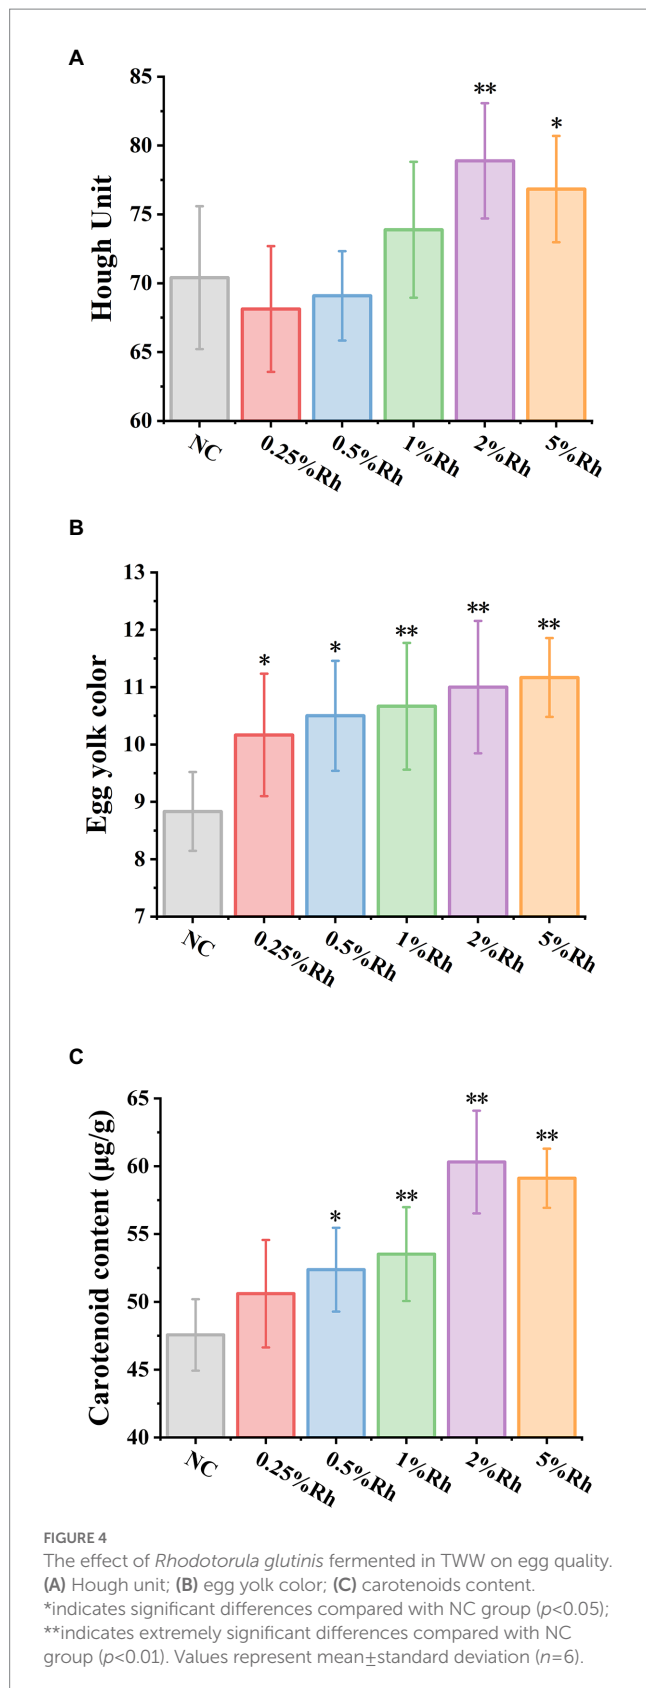 A
85
80
75
70
65
60
Hough Unit
**
*
NC
0.25%Rh
0.5%Rh
1%Rh
2%Rh
5%Rh
B
13
12
11
10
9
8
7
Egg yolk color
*
*
**
**
**
NC
0.25%Rh
0.5%Rh
1%Rh
2%Rh
5%Rh
C
65
60
55
50
45
40
Carotenoid content (μg/g)
*
**
**
**
NC
0.25%Rh
0.5%Rh
1%Rh
2%Rh
5%Rh
FIGURE 4
The effect of Rhodotorula glutinis fermented in TWW on egg quality.
(A) Hough unit; (B) egg yolk color; (C) carotenoids content.
*indicates significant differences compared with NC group (p<0.05);
**indicates extremely significant differences compared with NC
group (p<0.01). Values represent mean±standard deviation (n=6).